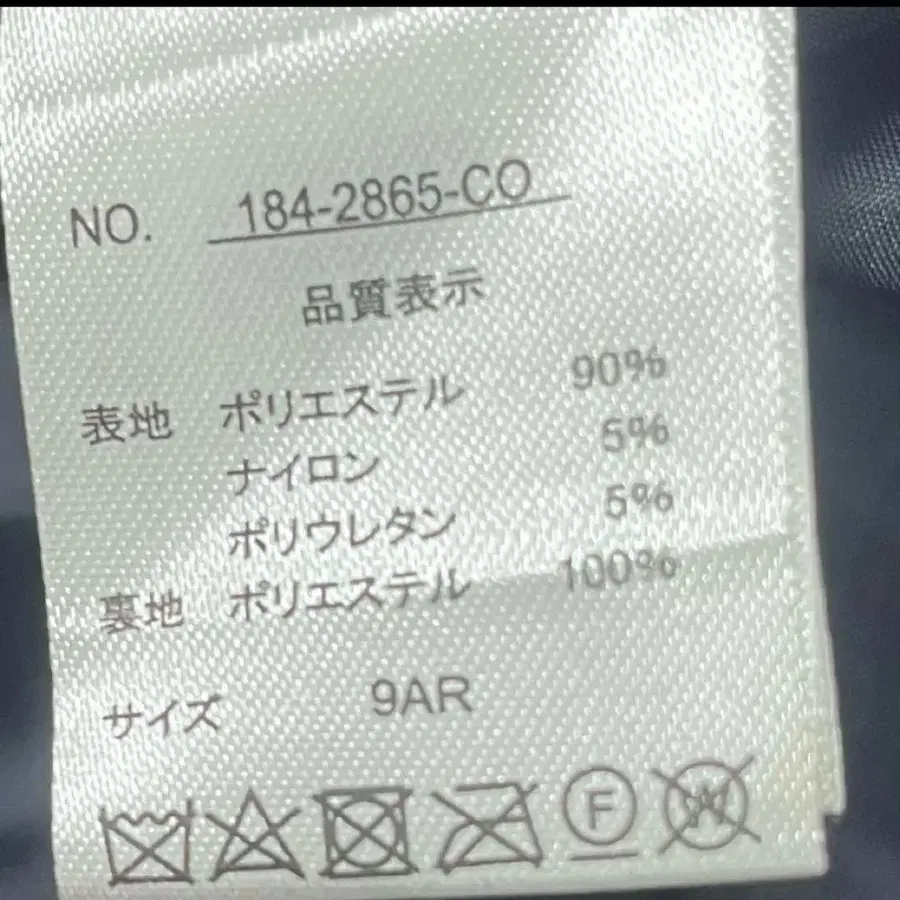 NO. 184-2865-CO
品質表示
表地 ポリエステル 90%
ナイロン 5%
ポリウレタン 5%
裏地 ポリエステル 100%
サイズ 9AR
F W